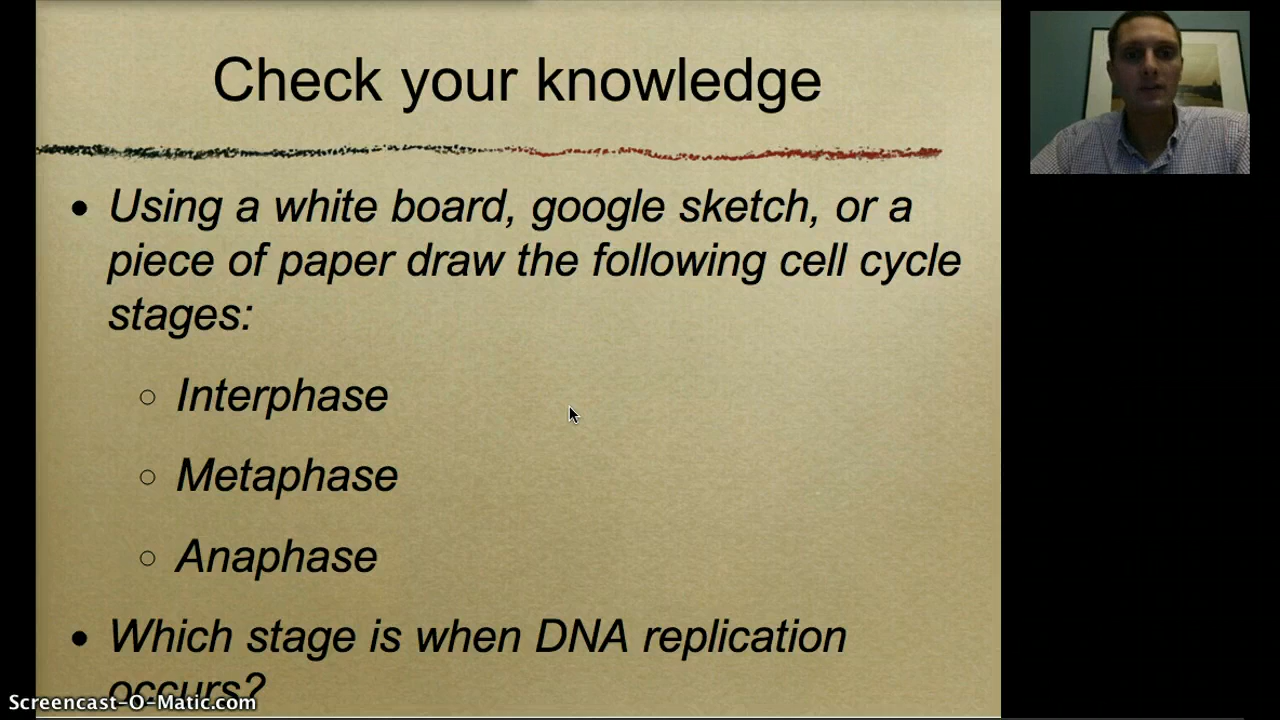 Check your knowledge
• Using a white board, google sketch, or a
piece of paper draw the following cell cycle
stages:
○ Interphase
○ Metaphase
○ Anaphase
• Which stage is when DNA replication
occurs?
Screencast-O-Matic.com